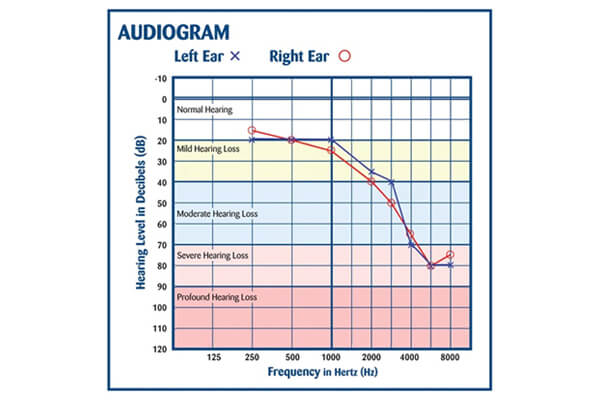 AUDIOGRAM
Left Ear × Right Ear ○
-10
0
Normal Hearing
10
20
Mild Hearing Loss
30
40
50
Moderate Hearing Loss
60
70
Severe Hearing Loss
80
90
Profound Hearing Loss
100
110
120
125 250 500 1000 2000 4000 8000
Hearing Level in Decibels (dB)
Frequency in Hertz (Hz)